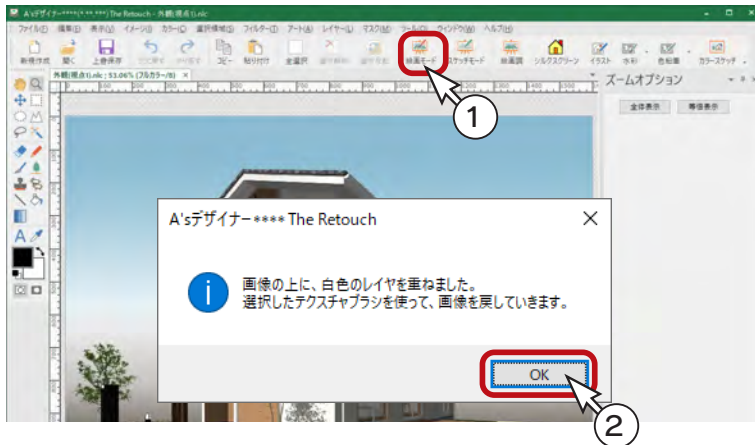 A'sデザイナー****(*.**.***) The Retouch - 外観(視点1).nlc
ファイル(F) 編集(E) 表示(V) イメージ(I) カラー(C) 選択領域(S) フィルター(T) アート(A) レイヤー(L) マスク(M) ツール(O) ウィンドウ(W) ヘルプ(H)
新規作成 開く 上書保存 コピー 貼り付け 全選択 絵画モード スケッチモード 絵画調 シルクスクリーン イラスト 水彩 色鉛筆 カラースケッチ
外観(視点1).nlc : 53.06% (フルカラー/8) ×
ズームオプション
全体表示 等倍表示
1
A'sデザイナー**** The Retouch
画像の上に、白色のレイヤを重ねました。
選択したテクスチャブラシを使って、画像を戻していきます。
OK
2